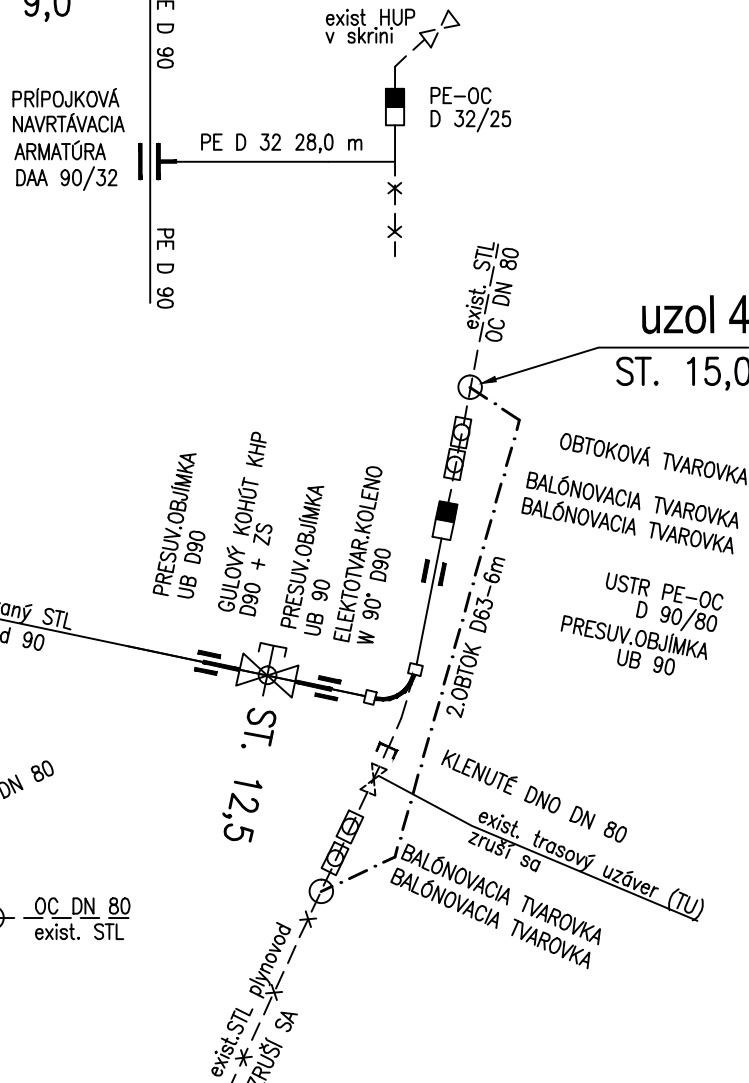 9,0
PE D 90
exist HUP
v skrini
PE-OC
D 32/25
PRÍPOJKOVÁ
NAVRTÁVACIA
ARMATÚRA
DAA 90/32
PE D 32 28,0 m
PE D 90
exist. STL
OC DN 80
uzol 4
ST. 15,0
OBTOKOVÁ TVAROVKA
BALÓNOVACIA TVAROVKA
BALÓNOVACIA TVAROVKA
USTR PE-OC
D 90/80
PRESUV.OBJÍMKA
UB 90
PRESUV.OBJÍMKA
UB D90
GULOVÝ KOHÚT KHP
D90 + ZS
PRESUV.OBJÍMKA
UB 90
ELEKTOTVAR.KOLENO
W 90° D90
STL
d 90
2.OBTOK D63-6m
ST. 12,5
DN 80
KLENUTÉ DNO DN 80
exist. trasový uzáver (TU)
zruší sa
BALÓNOVACIA TVAROVKA
BALÓNOVACIA TVAROVKA
OC DN 80
exist. STL
exist.STL plynovod
ZRUŠÍ SA